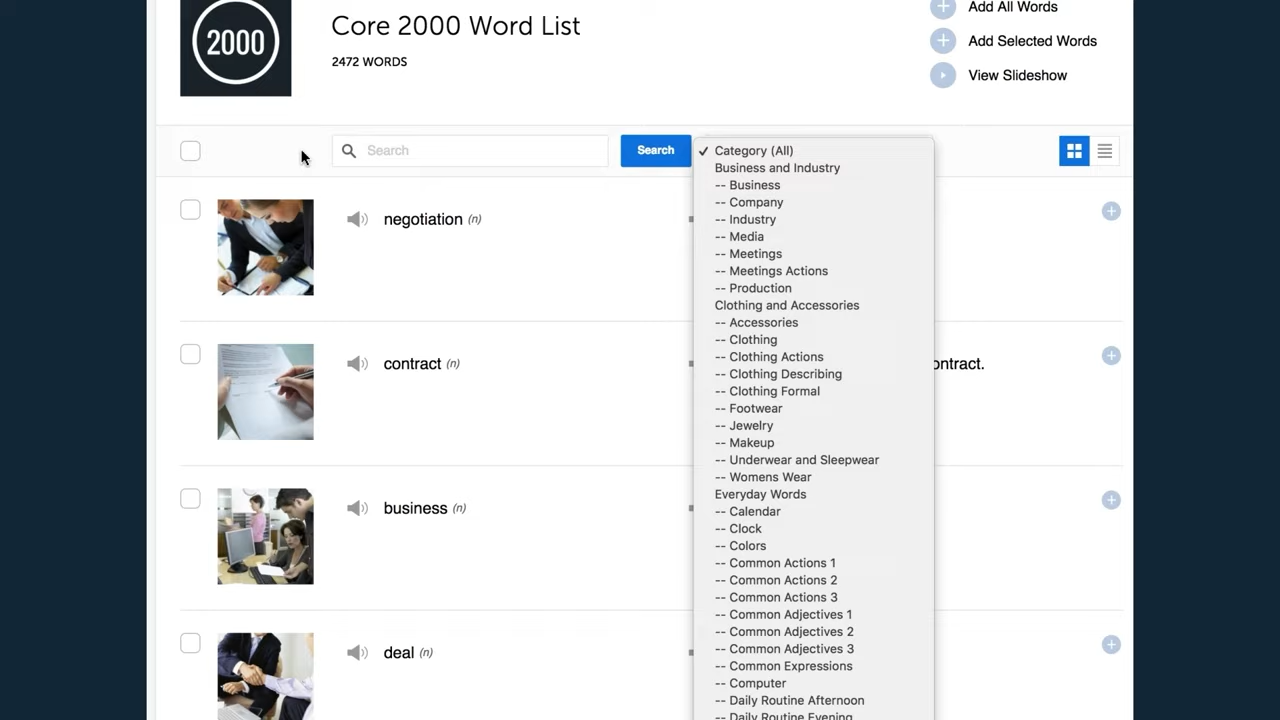 2000
Core 2000 Word List
2472 WORDS
Add All Words
Add Selected Words
View Slideshow
Search
Search
✓ Category (All)
Business and Industry
-- Business
-- Company
-- Industry
-- Media
-- Meetings
-- Meetings Actions
-- Production
Clothing and Accessories
-- Accessories
-- Clothing
-- Clothing Actions
-- Clothing Describing
-- Clothing Formal
-- Footwear
-- Jewelry
-- Makeup
-- Underwear and Sleepwear
-- Womens Wear
Everyday Words
-- Calendar
-- Clock
-- Colors
-- Common Actions 1
-- Common Actions 2
-- Common Actions 3
-- Common Adjectives 1
-- Common Adjectives 2
-- Common Adjectives 3
-- Common Expressions
-- Computer
-- Daily Routine Afternoon
-- Daily Routine Evening
negotiation (n)
contract (n)
ontract.
business (n)
deal (n)